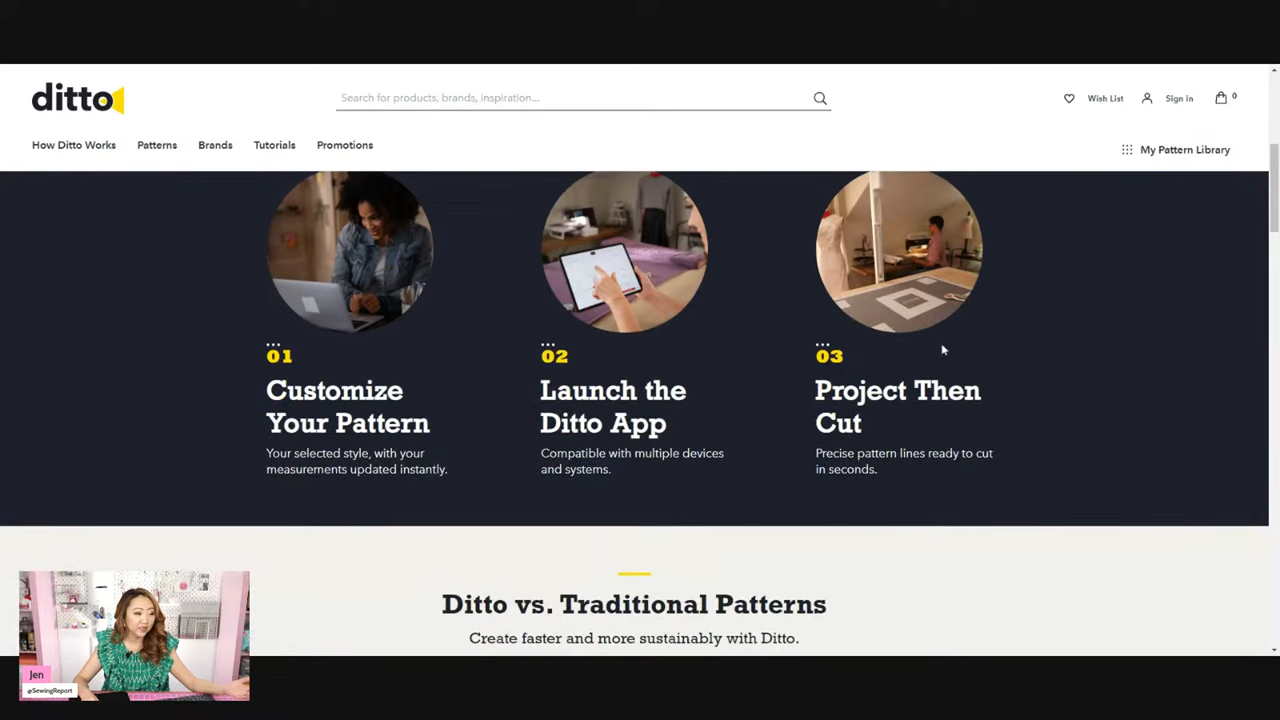 ditto
Search for products, brands, inspiration...
Wish List
Sign in
0
How Ditto Works
Patterns
Brands
Tutorials
Promotions
My Pattern Library
01
Customize
Your Pattern
Your selected style, with your
measurements updated instantly.
02
Launch the
Ditto App
Compatible with multiple devices
and systems.
03
Project Then
Cut
Precise pattern lines ready to cut
in seconds.
Ditto vs. Traditional Patterns
Create faster and more sustainably with Ditto.
Jen
@SewingReport